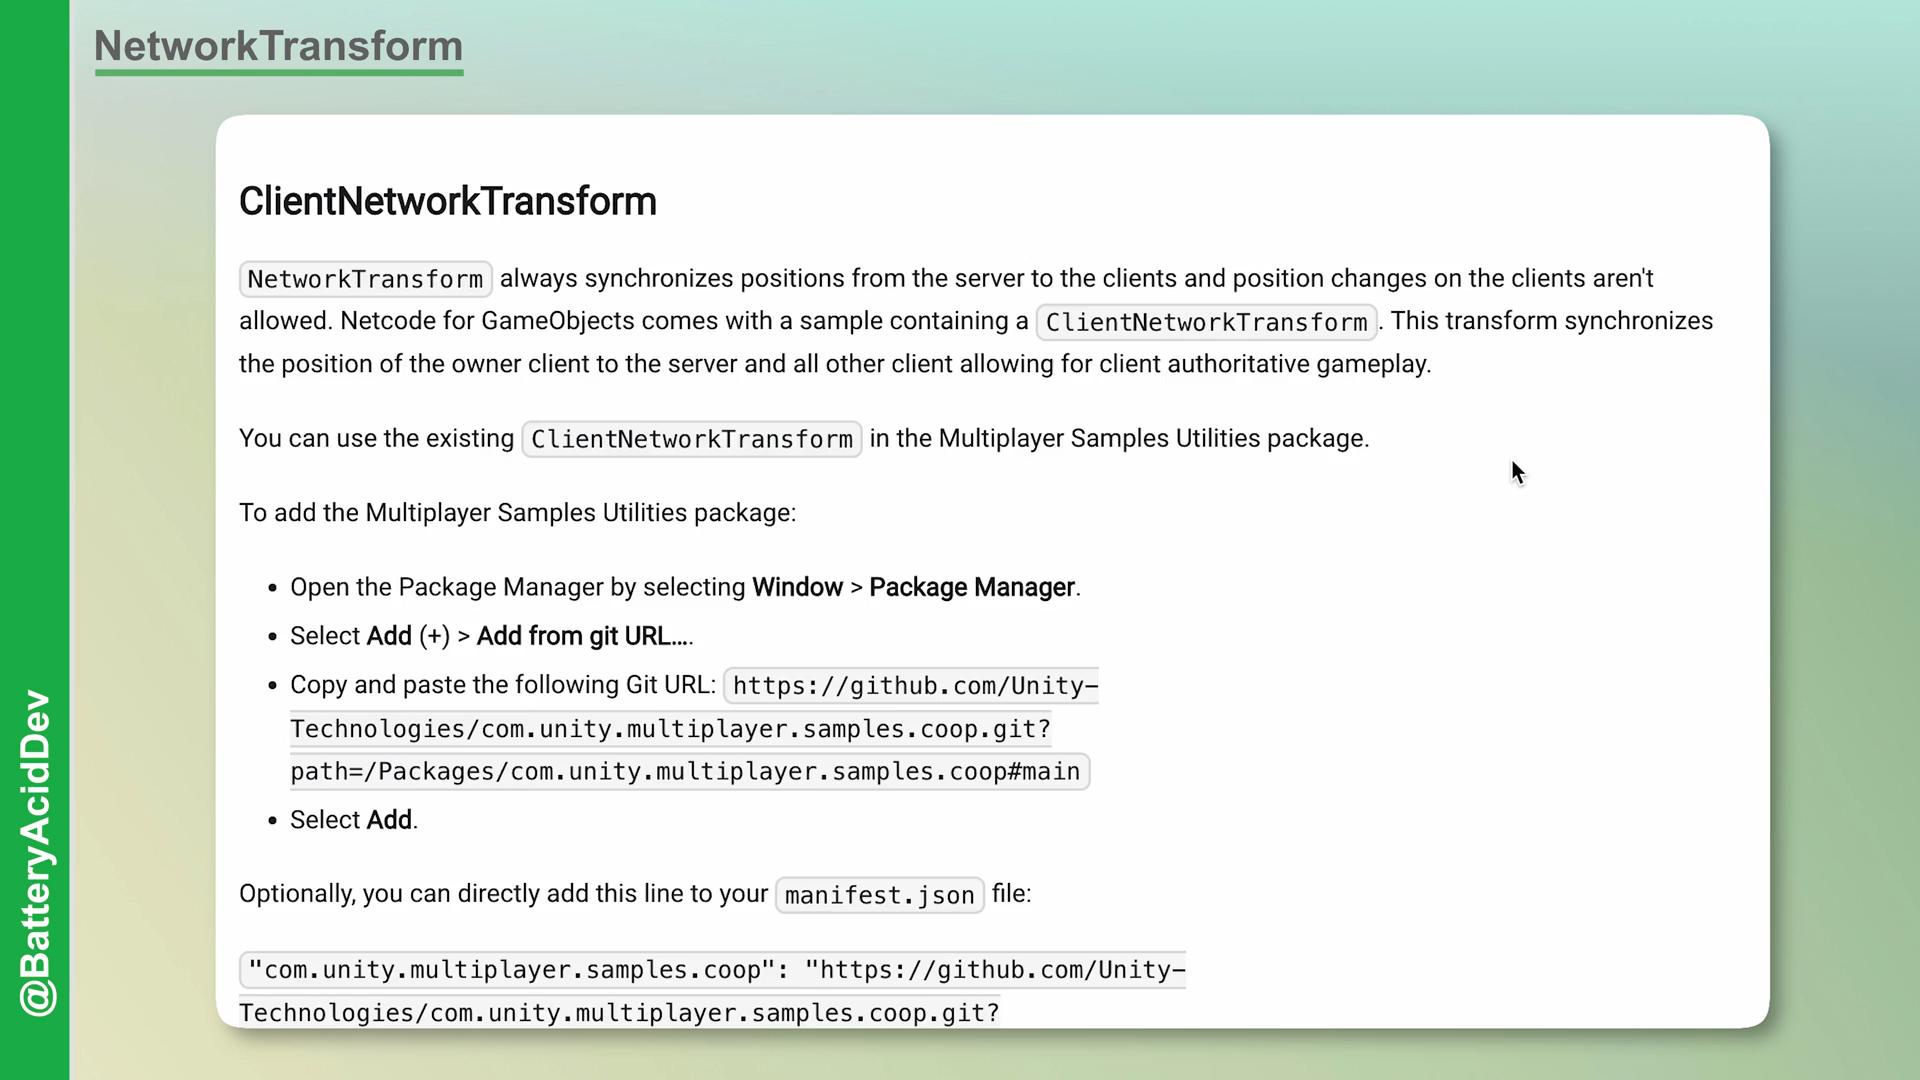 NetworkTransform
ClientNetworkTransform
NetworkTransform always synchronizes positions from the server to the clients and position changes on the clients aren't
allowed. Netcode for GameObjects comes with a sample containing a ClientNetworkTransform. This transform synchronizes
the position of the owner client to the server and all other client allowing for client authoritative gameplay.
You can use the existing ClientNetworkTransform in the Multiplayer Samples Utilities package.
To add the Multiplayer Samples Utilities package:
• Open the Package Manager by selecting Window > Package Manager.
• Select Add (+) > Add from git URL....
• Copy and paste the following Git URL: https://github.com/Unity-
Technologies/com.unity.multiplayer.samples.coop.git?
path=/Packages/com.unity.multiplayer.samples.coop#main
• Select Add.
Optionally, you can directly add this line to your manifest.json file:
"com.unity.multiplayer.samples.coop": "https://github.com/Unity-
Technologies/com.unity.multiplayer.samples.coop.git?
@BatteryAcidDev